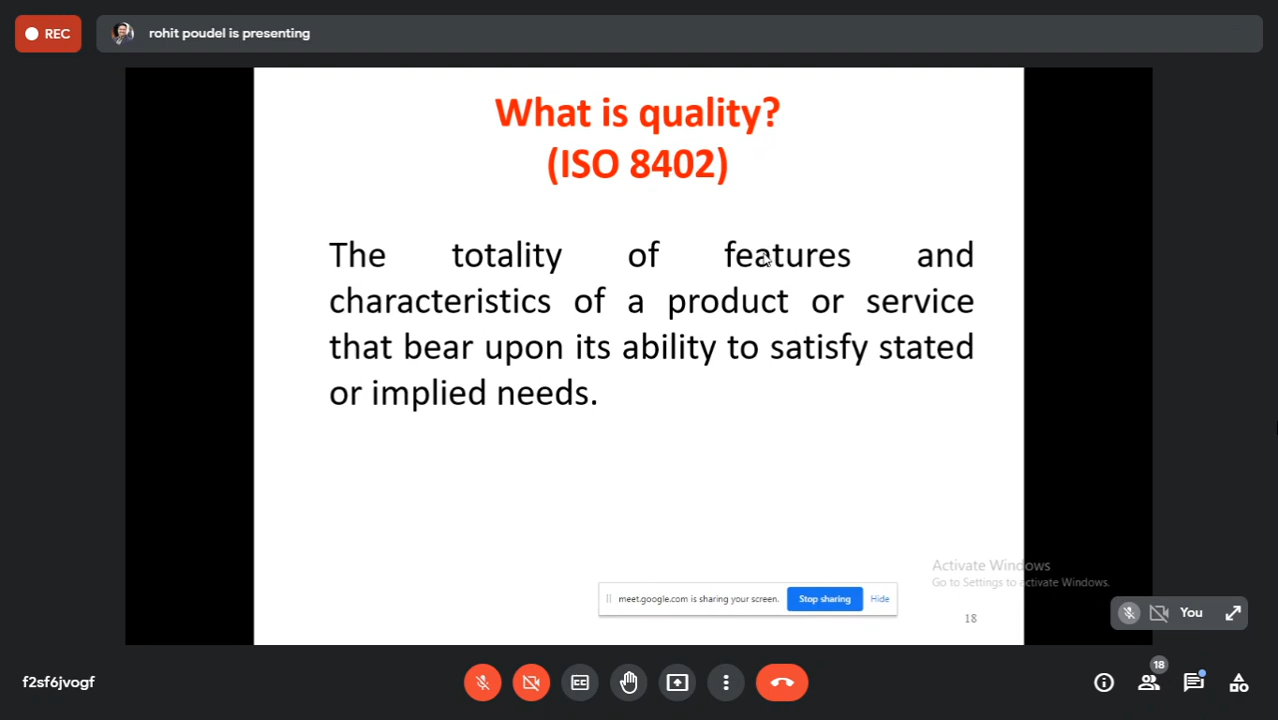 REC
rohit poudel is presenting
What is quality?
(ISO 8402)
The totality of features and
characteristics of a product or service
that bear upon its ability to satisfy stated
or implied needs.
Activate Windows
Go to Settings to activate Windows.
meet.google.com is sharing your screen.
Stop sharing
Hide
18
You
f2sf6jvogf
CC
18